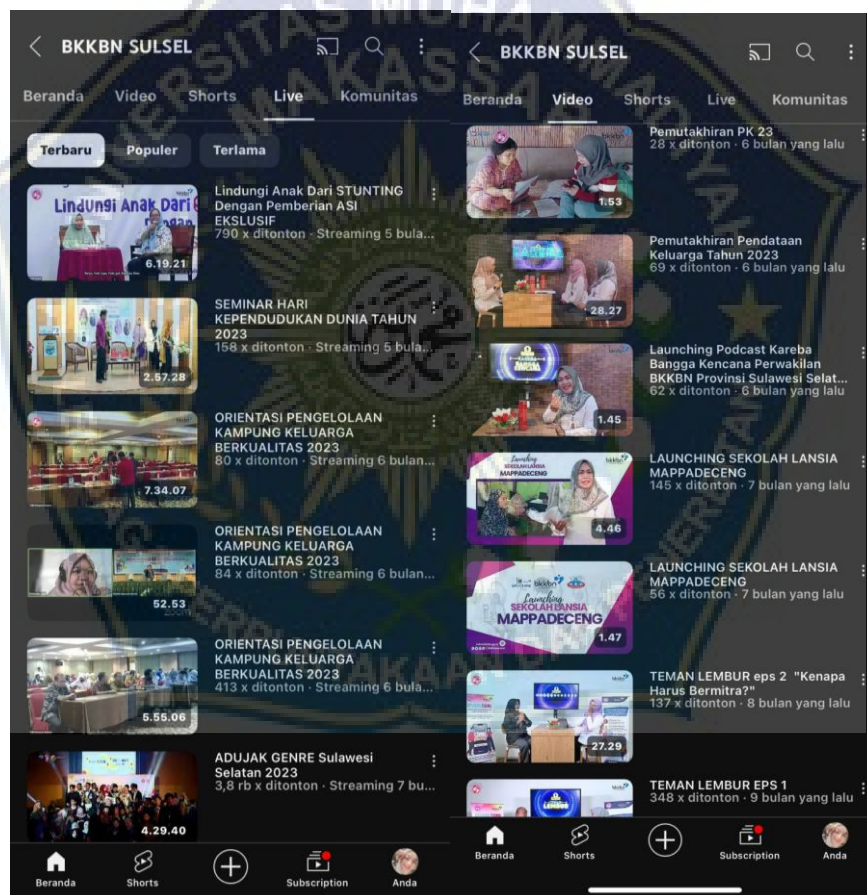 BKKBN SULSEL
Beranda Video Shorts Live Komunitas
Terbaru Populer Terlama
Lindungi Anak Dari
6.19.21
Lindungi Anak Dari STUNTING
Dengan Pemberian ASI
EKSLUSIF
790 x ditonton · Streaming 5 bula...
2.57.28
SEMINAR HARI
KEPENDUDUKAN DUNIA TAHUN
2023
158 x ditonton · Streaming 5 bula...
7.34.07
ORIENTASI PENGELOLAAN
KAMPUNG KELUARGA
BERKUALITAS 2023
80 x ditonton · Streaming 6 bulan...
52.53
ORIENTASI PENGELOLAAN
KAMPUNG KELUARGA
BERKUALITAS 2023
84 x ditonton · Streaming 6 bulan...
5.55.06
ORIENTASI PENGELOLAAN
KAMPUNG KELUARGA
BERKUALITAS 2023
413 x ditonton · Streaming 6 bula...
4.29.40
ADUJAK GENRE Sulawesi
Selatan 2023
3,8 rb x ditonton · Streaming 7 bu...
Beranda Shorts Subscription Anda
BKKBN SULSEL
Beranda Video Shorts Live Komunitas
1.53
Pemutakhiran PK 23
28 x ditonton · 6 bulan yang lalu
28.27
Pemutakhiran Pendataan
Keluarga Tahun 2023
69 x ditonton · 6 bulan yang lalu
1.45
Launching Podcast Kareba
Bangga Kencana Perwakilan
BKKBN Provinsi Sulawesi Selat...
62 x ditonton · 6 bulan yang lalu
Launching
SEKOLAH LANSIA
MAPPADECENG
bkkbn
4.46
LAUNCHING SEKOLAH LANSIA
MAPPADECENG
145 x ditonton · 7 bulan yang lalu
bkkbn
Launching
SEKOLAH LANSIA
MAPPADECENG
1.47
LAUNCHING SEKOLAH LANSIA
MAPPADECENG
56 x ditonton · 7 bulan yang lalu
27.29
TEMAN LEMBUR eps 2 "Kenapa
Harus Bermitra?"
137 x ditonton · 8 bulan yang lalu
LEMBUR
TEMAN LEMBUR EPS 1
348 x ditonton · 9 bulan yang lalu
Beranda Shorts Subscription Anda